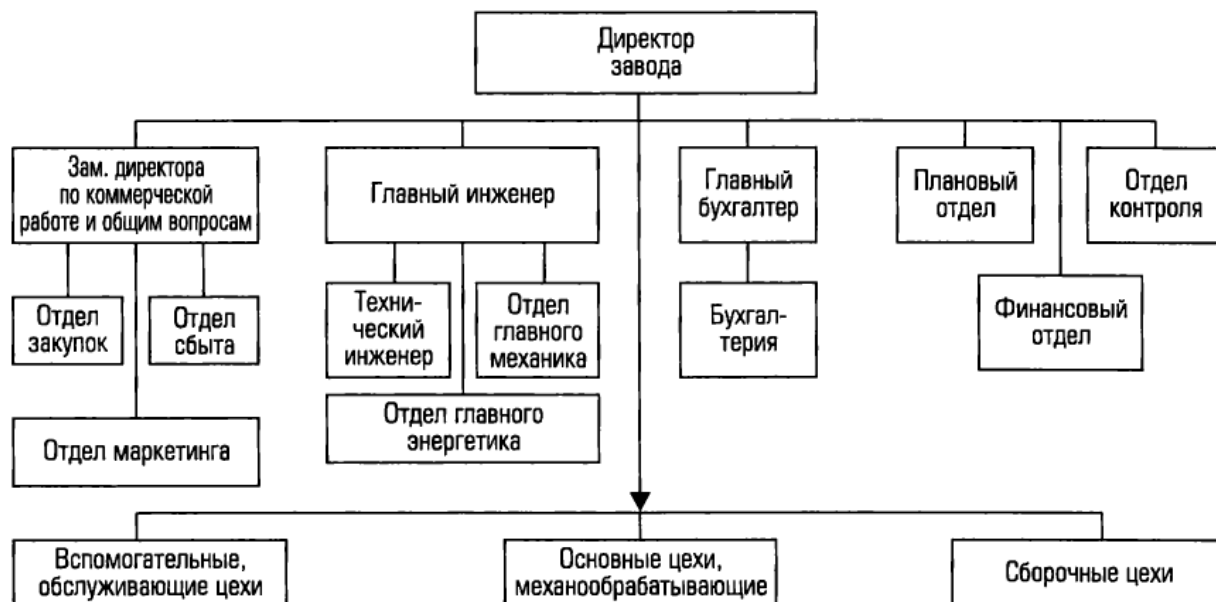 Директор
завода
Зам. директора
по коммерческой
работе и общим вопросам
Главный инженер
Главный
бухгалтер
Плановый
отдел
Отдел
контроля
Отдел
закупок
Отдел
сбыта
Техни-
ческий
инженер
Отдел
главного
механика
Бухгал-
терия
Финансовый
отдел
Отдел маркетинга
Отдел главного
энергетика
Вспомогательные,
обслуживающие цехи
Основные цехи,
механообрабатывающие
Сборочные цехи